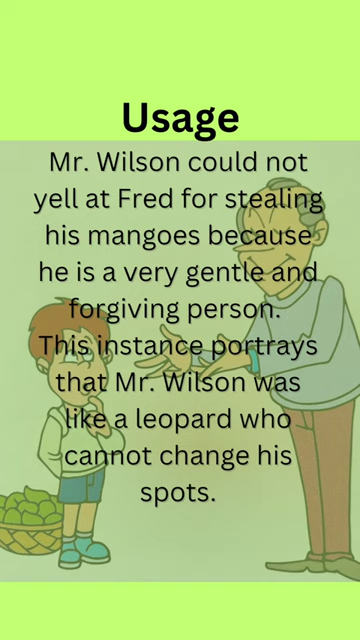 Usage
Mr. Wilson could not
yell at Fred for stealing
his mangoes because
he is a very gentle and
forgiving person.
This instance portrays
that Mr. Wilson was
like a leopard who
cannot change his
spots.